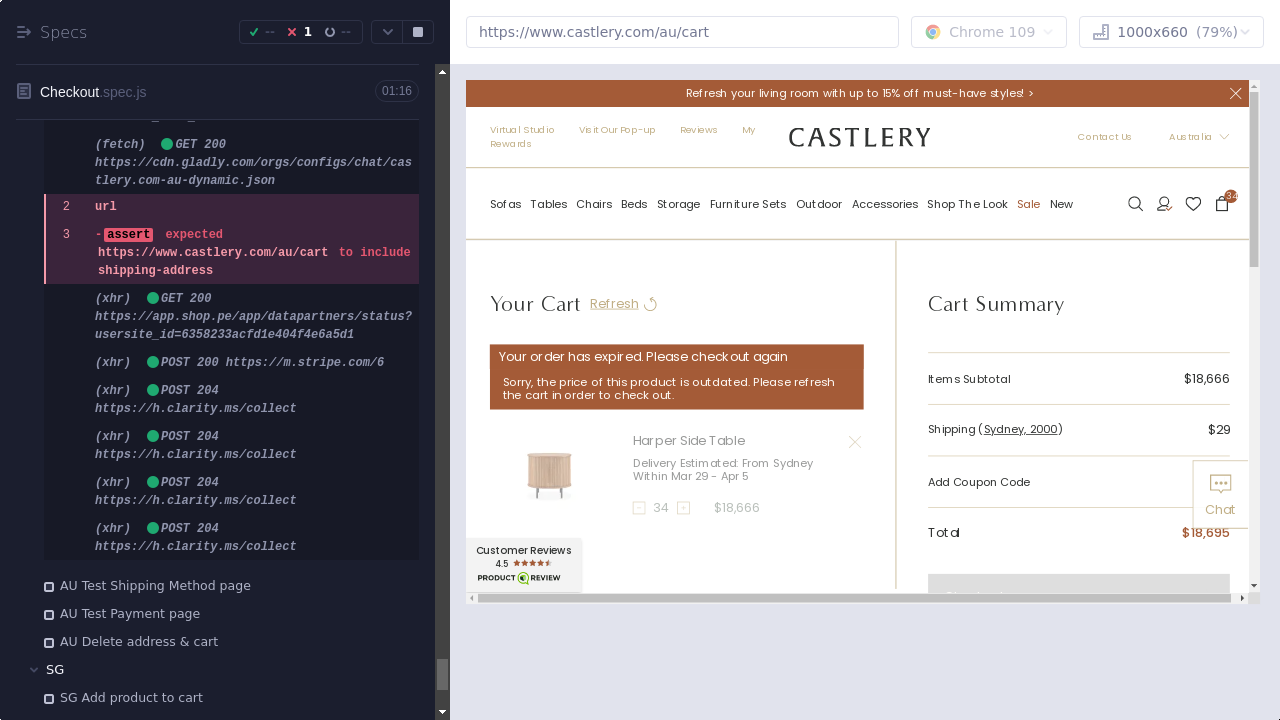 Specs
--
1
--
https://www.castlery.com/au/cart
Chrome 109
1000x660 (79%)
Checkout.spec.js
01:16
(fetch) GET 200
https://cdn.gladly.com/orgs/configs/chat/cas
tlery.com-au-dynamic.json
2 url
3 -assert expected
https://www.castlery.com/au/cart to include
shipping-address
(xhr) GET 200
https://app.shop.pe/app/datapartners/status?
usersite_id=6358233acfd1e404f4e6a5d1
(xhr) POST 200 https://m.stripe.com/6
(xhr) POST 204
https://h.clarity.ms/collect
(xhr) POST 204
https://h.clarity.ms/collect
(xhr) POST 204
https://h.clarity.ms/collect
(xhr) POST 204
https://h.clarity.ms/collect
AU Test Shipping Method page
AU Test Payment page
AU Delete address & cart
SG
SG Add product to cart
Refresh your living room with up to 15% off must-have styles! >
Virtual Studio Visit Our Pop-up Reviews My
Rewards
CASTLERY
Contact Us Australia
Sofas Tables Chairs Beds Storage Furniture Sets Outdoor Accessories Shop The Look Sale New
34
Your Cart Refresh
Your order has expired. Please checkout again
Sorry, the price of this product is outdated. Please refresh
the cart in order to check out.
Harper Side Table
Delivery Estimated: From Sydney
Within Mar 29 - Apr 5
34 $18,666
Customer Reviews
4.5
PRODUCT REVIEW
Cart Summary
Items Subtotal $18,666
Shipping (Sydney, 2000) $29
Add Coupon Code
Chat
Total $18,695